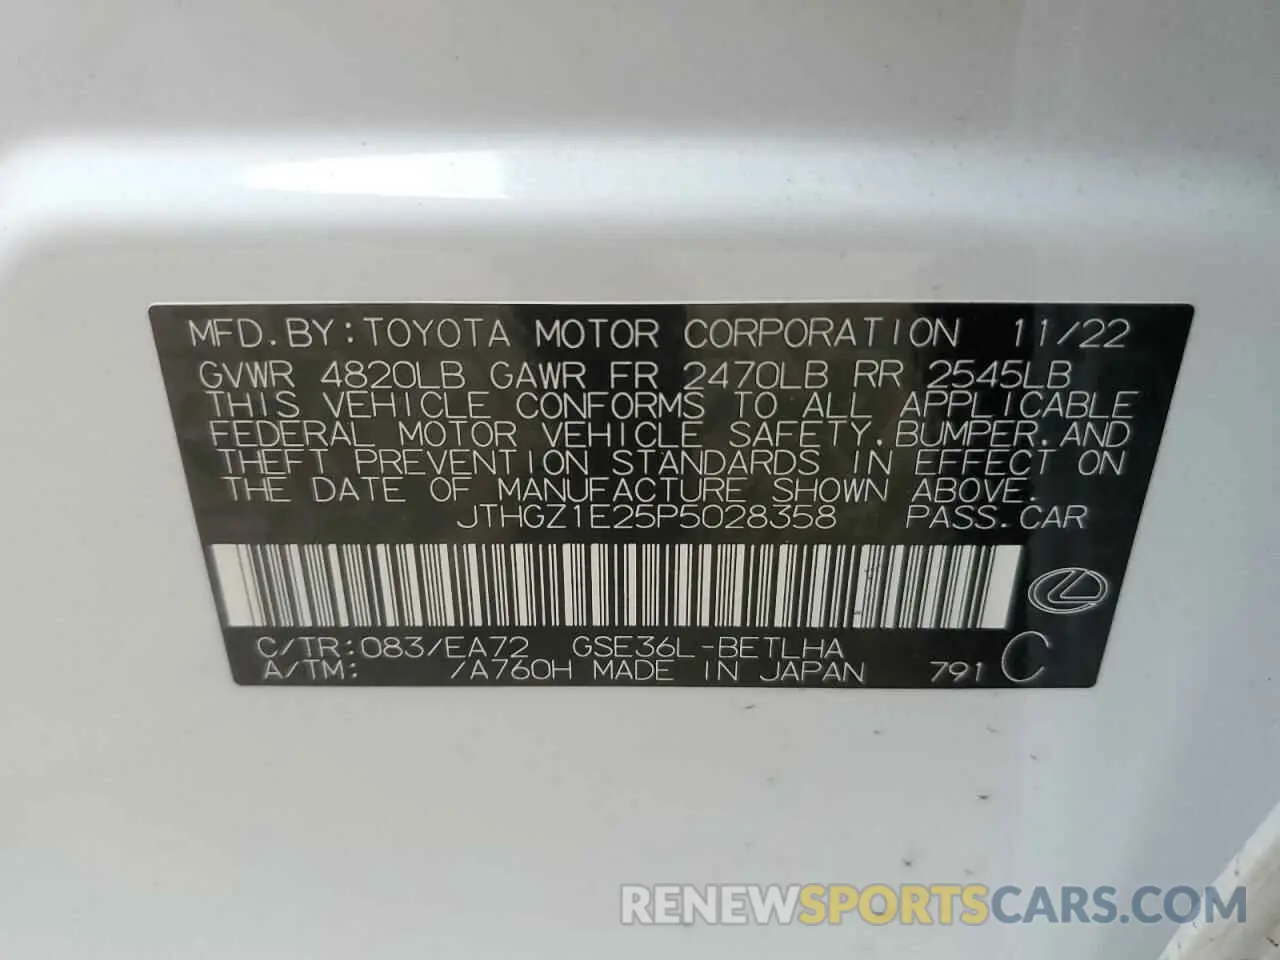 MFD.BY:TOYOTA MOTOR CORPORATION 11/22
GVWR 4820LB GAWR FR 2470LB RR 2545LB
THIS VEHICLE CONFORMS TO ALL APPLICABLE
FEDERAL MOTOR VEHICLE SAFETY,BUMPER,AND
THEFT PREVENTION STANDARDS IN EFFECT ON
THE DATE OF MANUFACTURE SHOWN ABOVE.
JTHGZ1E25P5028358 PASS.CAR
C/TR:083/EA72 GSE36L-BETLHA
A/TM: /A760H MADE IN JAPAN 791 C
RENEWSPORTSCARS.COM